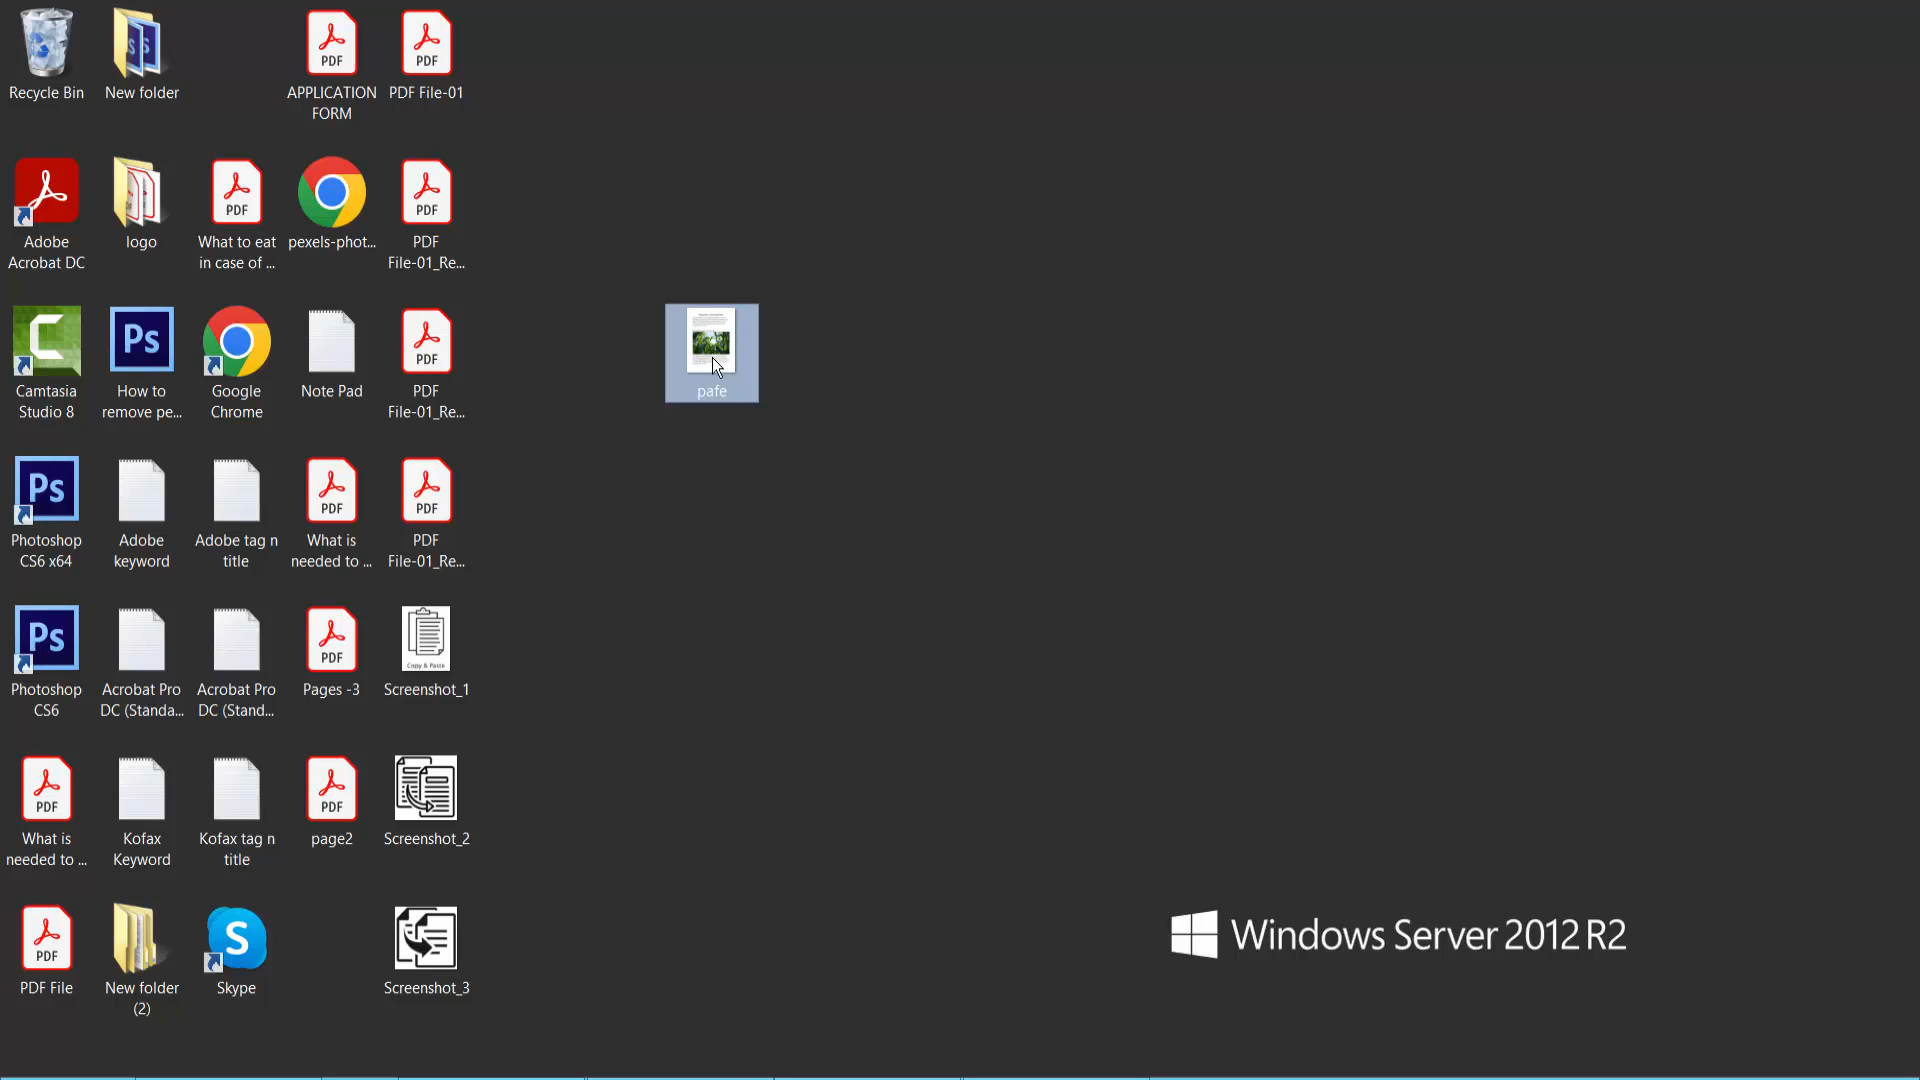 Recycle Bin
New folder
APPLICATION
FORM
PDF File-01
Adobe
Acrobat DC
logo
What to eat
in case of ...
pexels-phot...
PDF
File-01_Re...
Camtasia
Studio 8
How to
remove pe...
Google
Chrome
Note Pad
PDF
File-01_Re...
pafe
Photoshop
CS6 x64
Adobe
keyword
Adobe tag n
title
What is
needed to ...
PDF
File-01_Re...
Photoshop
CS6
Acrobat Pro
DC (Standa...
Acrobat Pro
DC (Stand...
Pages -3
Copy & Paste
Screenshot_1
What is
needed to ...
Kofax
Keyword
Kofax tag n
title
page2
Screenshot_2
PDF File
New folder
(2)
Skype
Screenshot_3
Windows Server 2012 R2
PDF
PDF
PDF
PDF
PDF
PDF
PDF
PDF
PDF
PDF
PDF
PDF
Ps
Ps
Ps
S